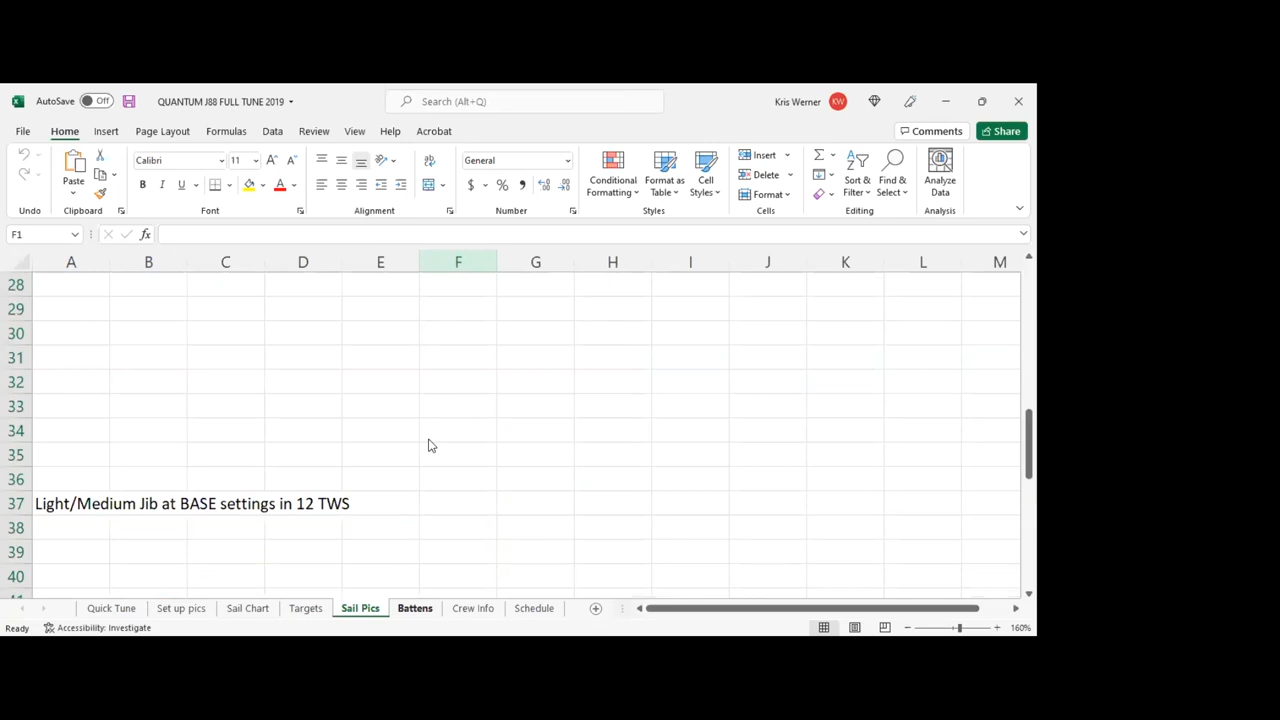 AutoSave Off QUANTUM J88 FULL TUNE 2019 Search (Alt+Q) Kris Werner KW
File Home Insert Page Layout Formulas Data Review View Help Acrobat Comments Share
Paste Calibri 11 A A General Conditional Formatting Format as Table Cell Styles Insert Delete Format Sort & Filter Find & Select Analyze Data
B I U A $ % 9
Undo Clipboard Font Alignment Number Styles Cells Editing Analysis
F1 fx
A B C D E F G H I J K L M
28
29
30
31
32
33
34
35
36
37 Light/Medium Jib at BASE settings in 12 TWS
38
39
40
Quick Tune Set up pics Sail Chart Targets Sail Pics Battens Crew Info Schedule
Ready Accessibility: Investigate 160%